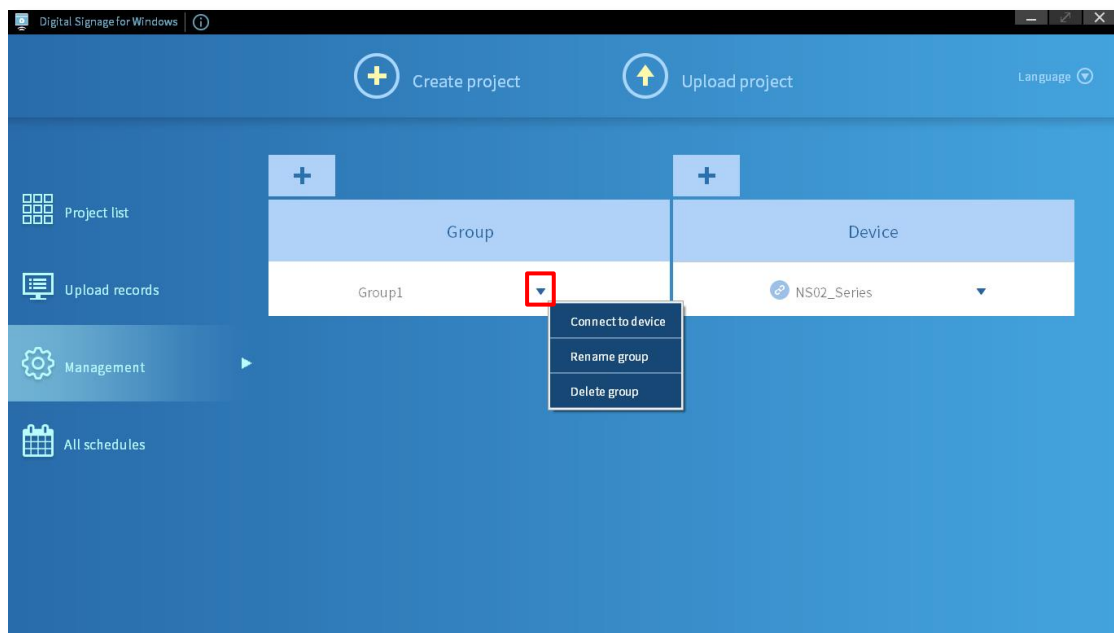 Digital Signage for Windows
Create project
Upload project
Language
Project list
Upload records
Management
All schedules
Group
Device
Group1
NS02_Series
Connect to device
Rename group
Delete group